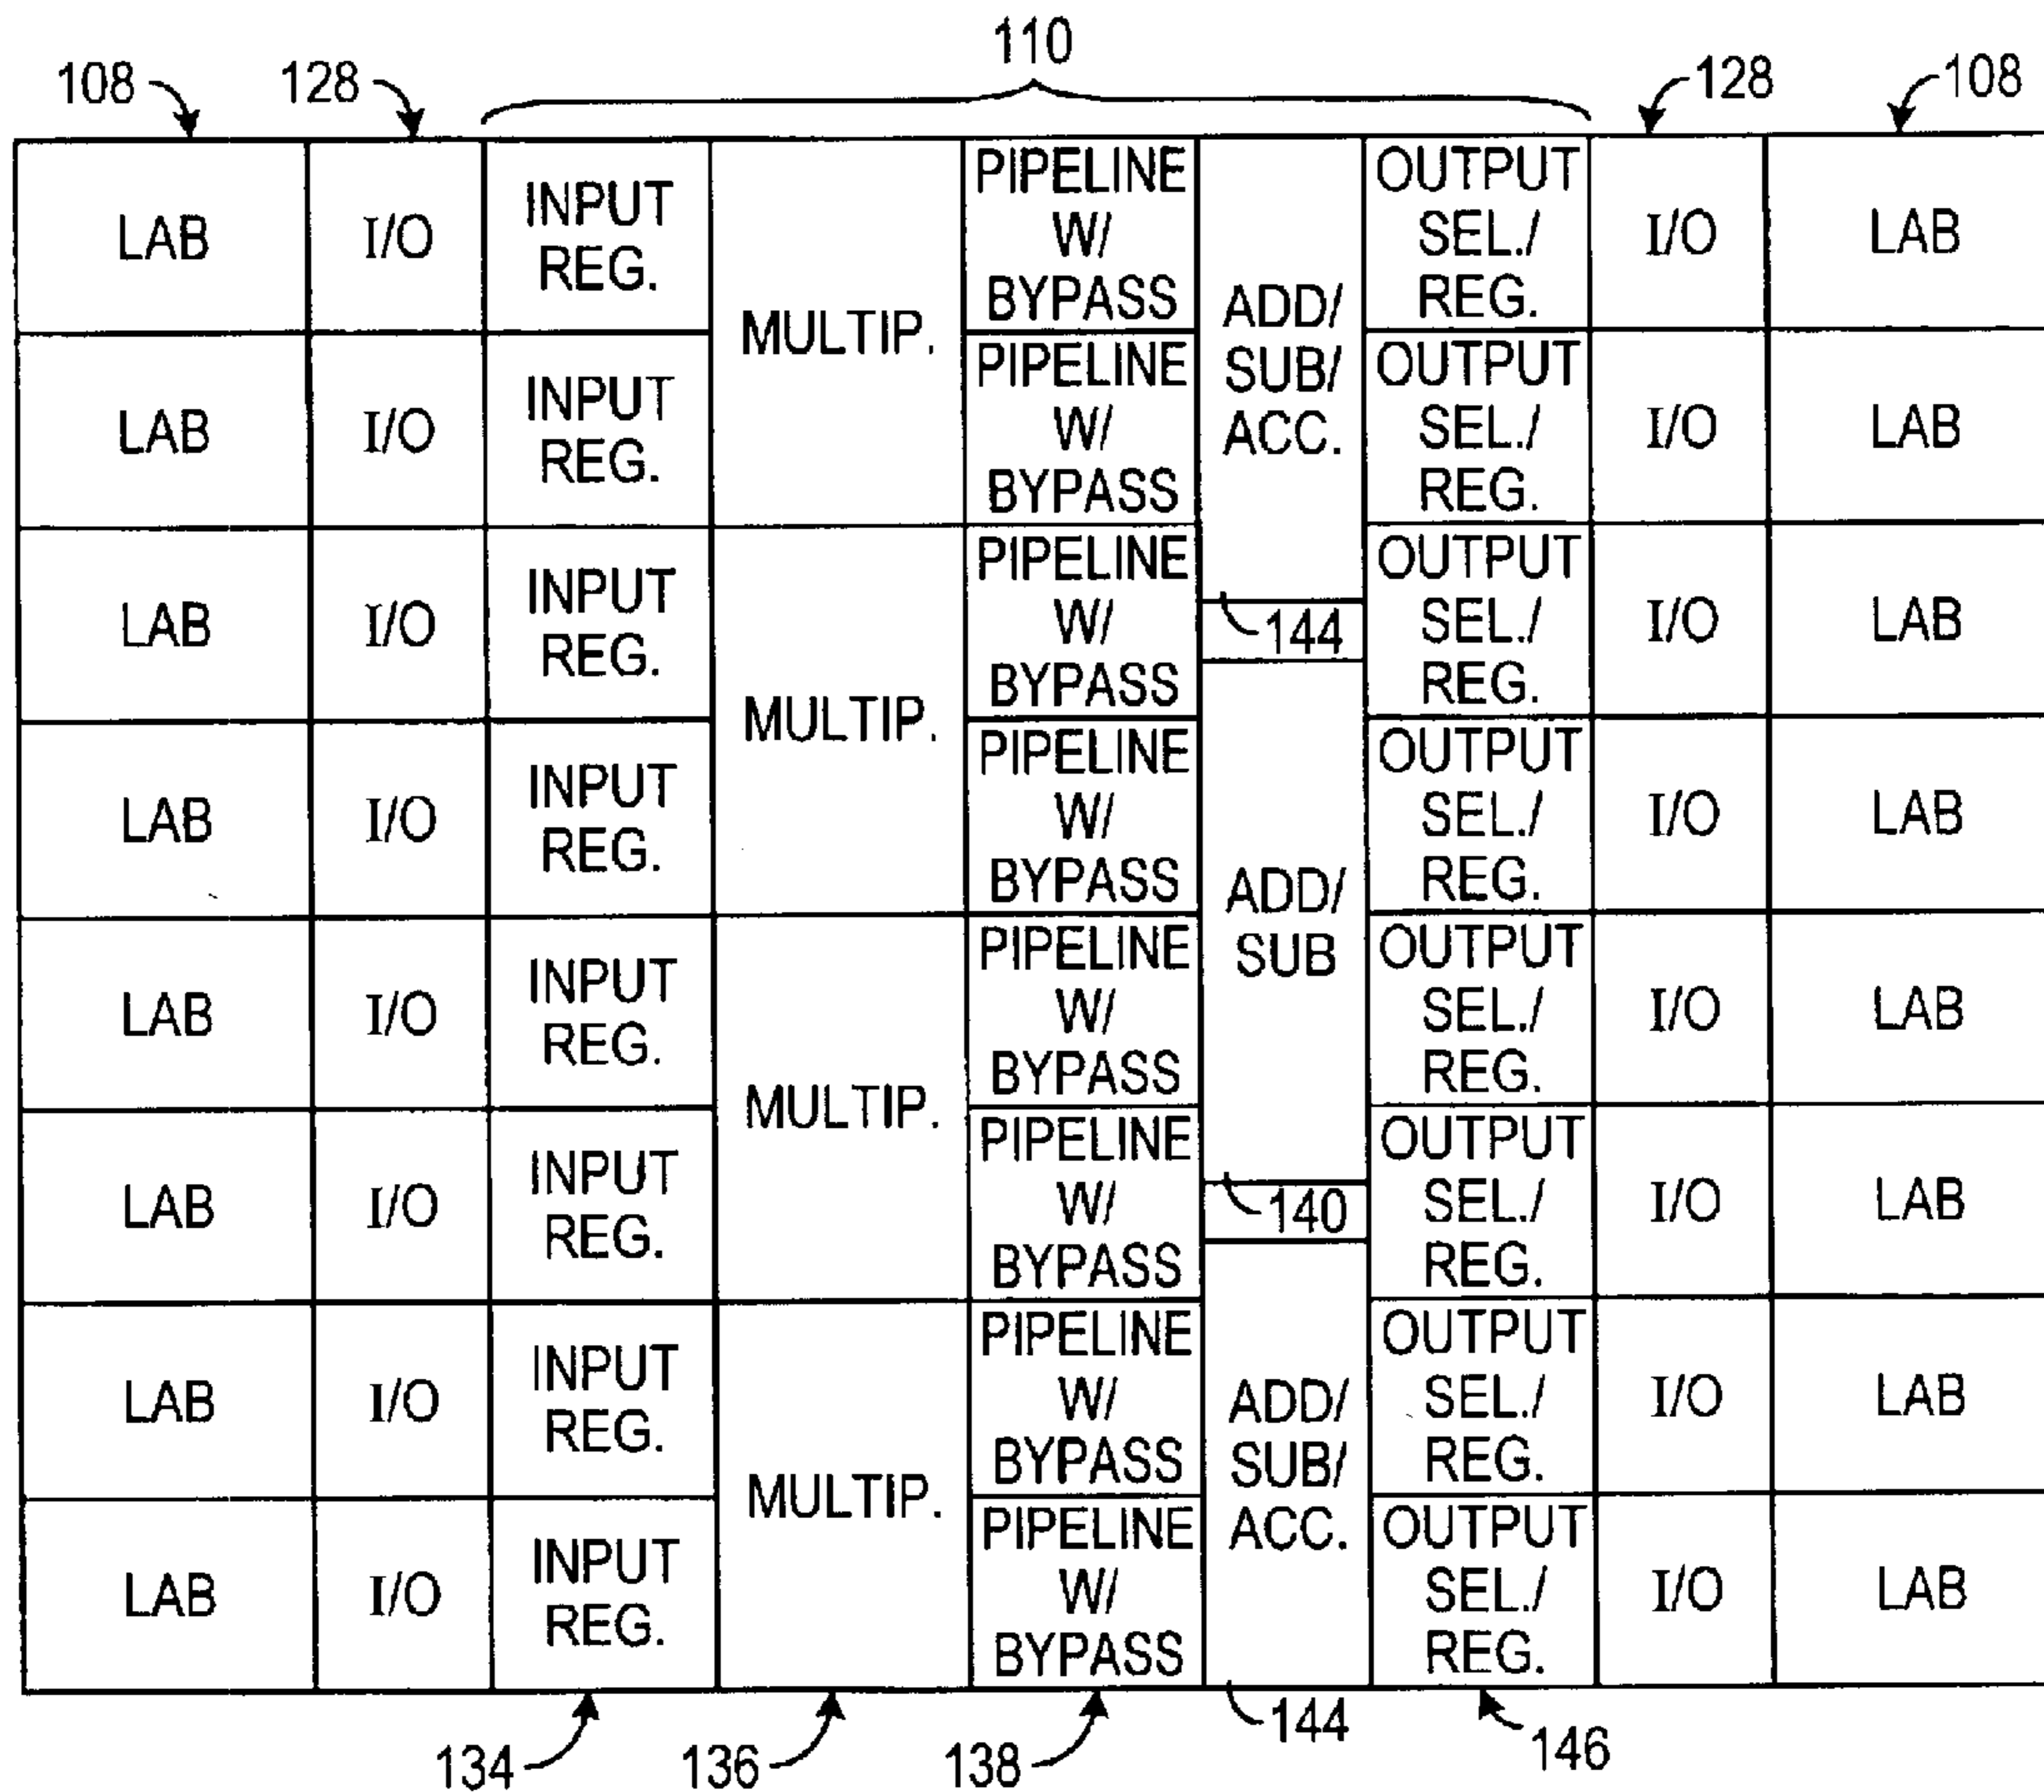 110
108
128
128
108
LAB
I/O
INPUT
REG.
MULTIP.
PIPELINE
W/
BYPASS
ADD/
SUB/
ACC.
OUTPUT
SEL./
REG.
I/O
LAB
LAB
I/O
INPUT
REG.
PIPELINE
W/
BYPASS
OUTPUT
SEL./
REG.
I/O
LAB
LAB
I/O
INPUT
REG.
MULTIP.
PIPELINE
W/
BYPASS
144
OUTPUT
SEL./
REG.
I/O
LAB
LAB
I/O
INPUT
REG.
PIPELINE
W/
BYPASS
ADD/
SUB
OUTPUT
SEL./
REG.
I/O
LAB
LAB
I/O
INPUT
REG.
MULTIP.
PIPELINE
W/
BYPASS
OUTPUT
SEL./
REG.
I/O
LAB
LAB
I/O
INPUT
REG.
PIPELINE
W/
BYPASS
140
OUTPUT
SEL./
REG.
I/O
LAB
LAB
I/O
INPUT
REG.
MULTIP.
PIPELINE
W/
BYPASS
ADD/
SUB/
ACC.
OUTPUT
SEL./
REG.
I/O
LAB
LAB
I/O
INPUT
REG.
PIPELINE
W/
BYPASS
OUTPUT
SEL./
REG.
I/O
LAB
134
136
138
144
146